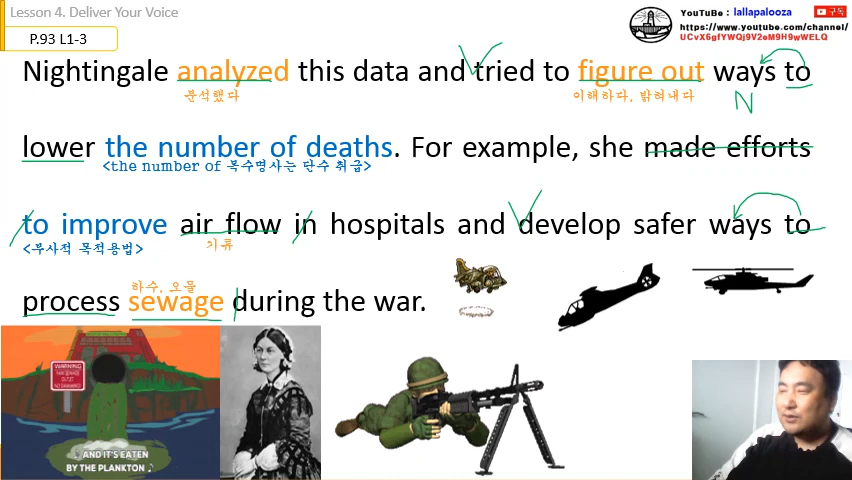 Lesson 4. Deliver Your Voice
P.93 L1-3
YouTuBe : lallapalooza 구독
https://www.youtube.com/channel/
UCvX6gfYWQj9V2eM9H9wWELQ
Nightingale analyzed this data and tried to figure out ways to
분석했다 이해하다, 밝혀내다 N
lower the number of deaths. For example, she made efforts
<the number of 복수명사는 단수 취급>
to improve air flow in hospitals and develop safer ways to
<부사적 목적용법> 기류
하수, 오물
process sewage during the war.
WARNING
♪ AND IT'S EATEN
BY THE PLANKTON ♪